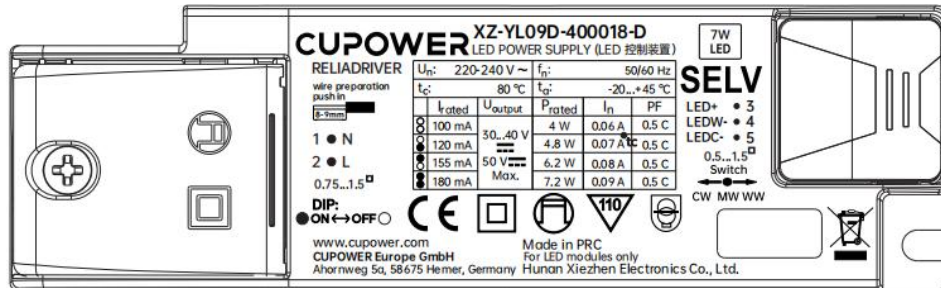 CUPOWER XZ-YL09D-400018-D
LED POWER SUPPLY (LED 控制装置)
7W
LED
RELIADRIVER
wire preparation
push in
8-9mm
1 ● N
2 ● L
0.75...1.5
DIP:
●ON↔OFF○
Un: 220-240 V ~ fn: 50/60 Hz
tc: 80 ℃ ta: -20...+45 ℃
Irated Uoutput Prated In PF
100 mA 4 W 0.06 A 0.5 C
120 mA 4.8 W 0.07 A 0.5 C
155 mA 6.2 W 0.08 A 0.5 C
180 mA 7.2 W 0.09 A 0.5 C
30...40 V
50 V
Max.
tc
SELV
LED+ ● 3
LEDW- ● 4
LEDC- ● 5
0.5...1.5
Switch
CW MW WW
CE
110
www.cupower.com
CUPOWER Europe GmbH
Ahornweg 5a, 58675 Hemer, Germany
Made in PRC
For LED modules only
Hunan Xiezhen Electronics Co., Ltd.